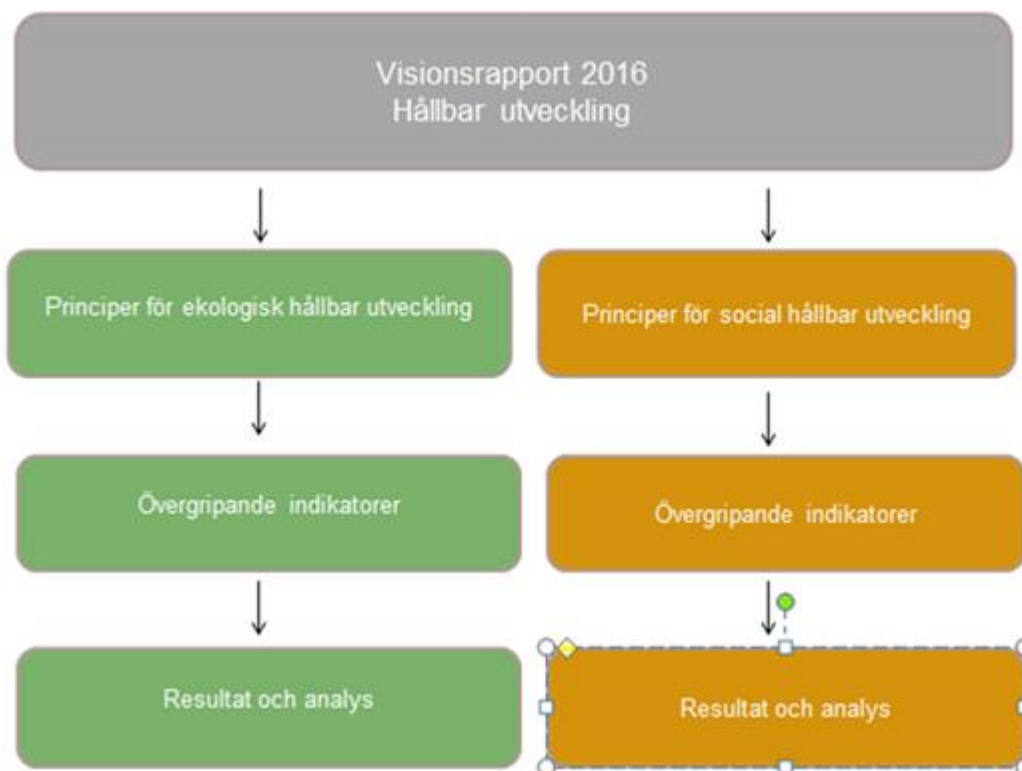 Visionsrapport 2016
Hållbar utveckling
Principer för ekologisk hållbar utveckling
Principer för social hållbar utveckling
Övergripande indikatorer
Övergripande indikatorer
Resultat och analys
Resultat och analys